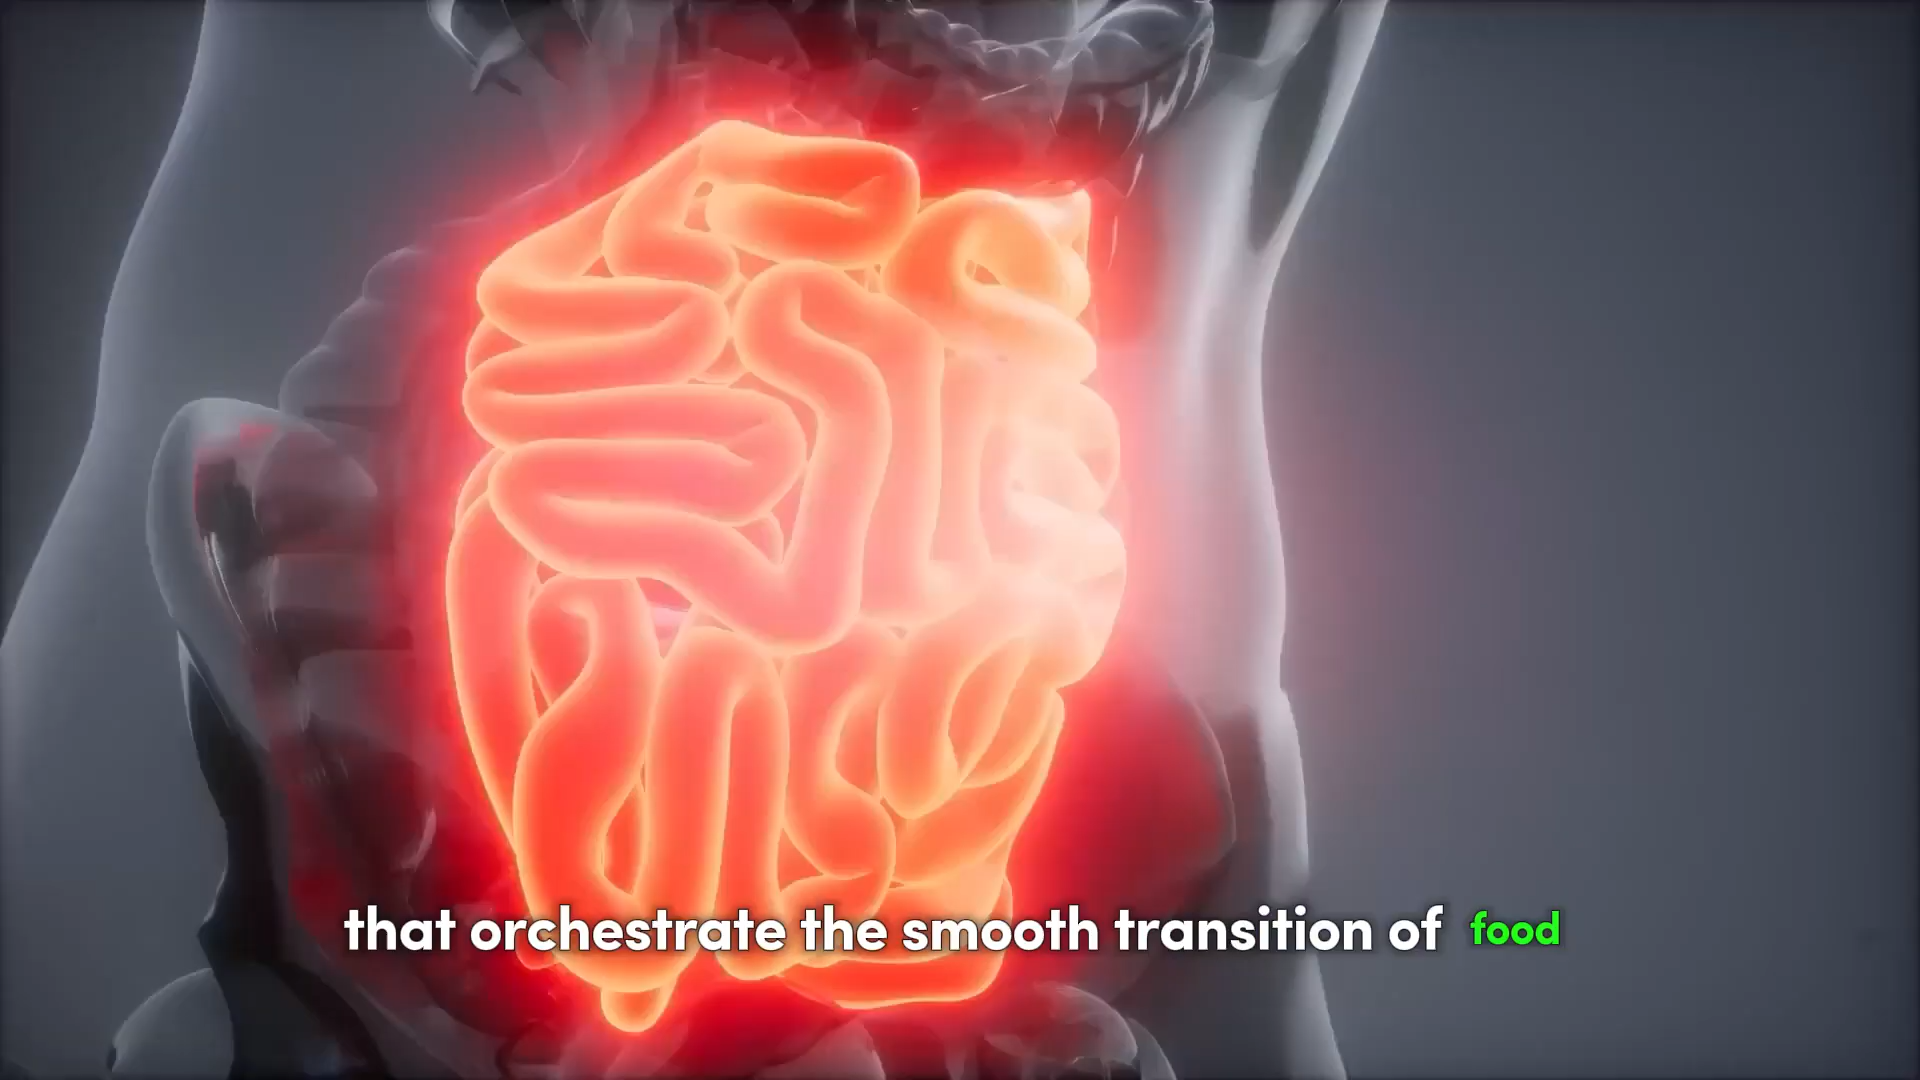 that orchestrate the smooth transition of food